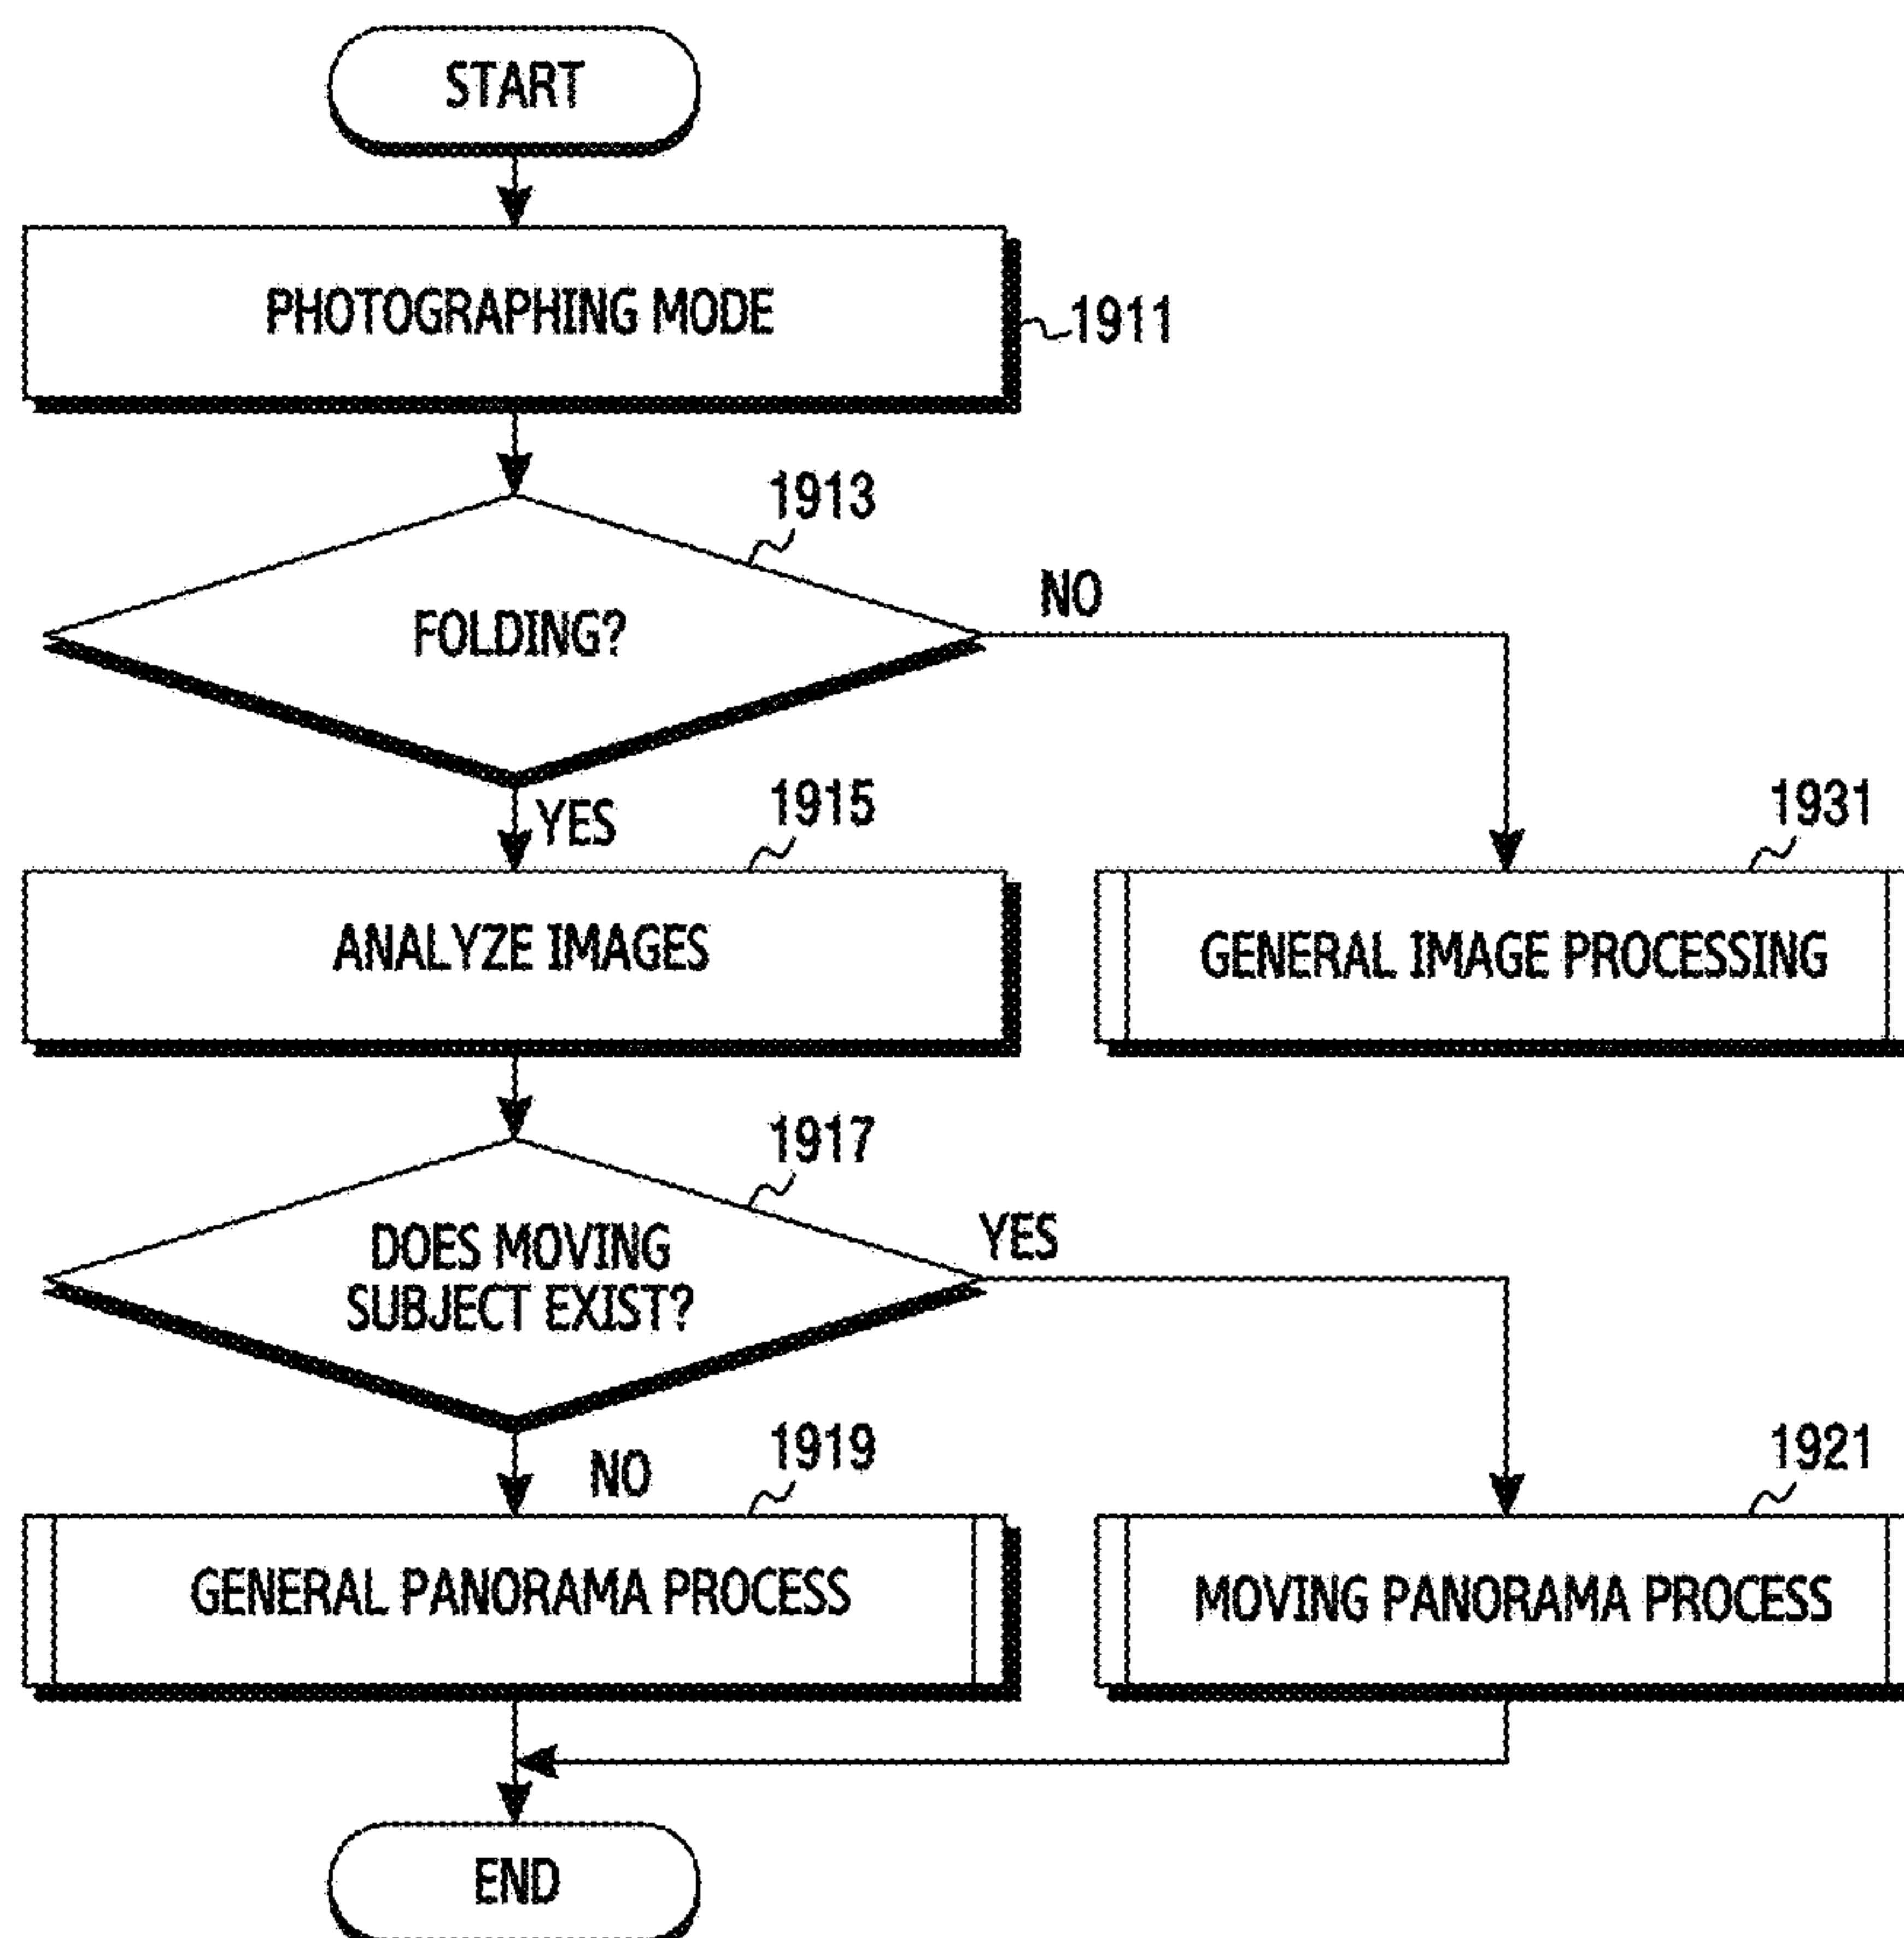 START
PHOTOGRAPHING MODE
1911
1913
FOLDING?
NO
YES
1915
1931
ANALYZE IMAGES
GENERAL IMAGE PROCESSING
1917
DOES MOVING
SUBJECT EXIST?
YES
NO
1919
1921
GENERAL PANORAMA PROCESS
MOVING PANORAMA PROCESS
END